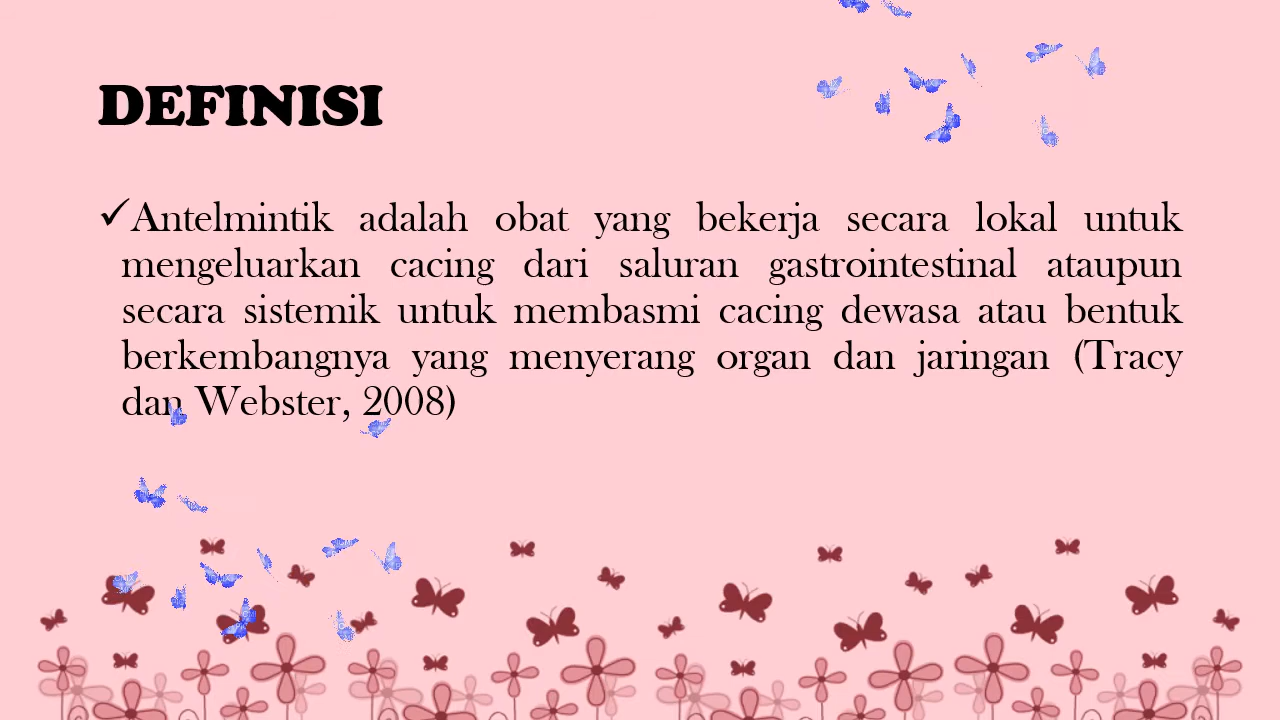 DEFINISI
✓Antelmintik adalah obat yang bekerja secara lokal untuk
mengeluarkan cacing dari saluran gastrointestinal ataupun
secara sistemik untuk membasmi cacing dewasa atau bentuk
berkembangnya yang menyerang organ dan jaringan (Tracy
dan Webster, 2008)